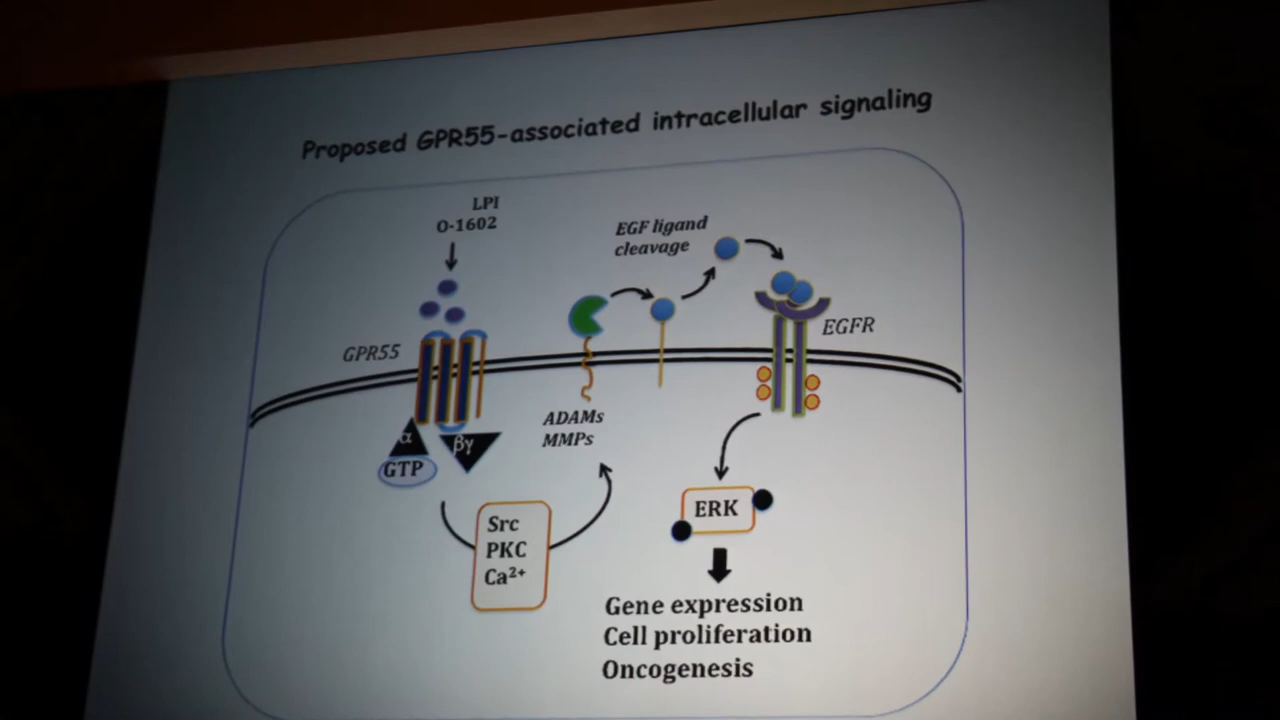 Proposed GPR55-associated intracellular signaling
LPI
O-1602
EGF ligand
cleavage
GPR55
EGFR
ADAMs
MMPs
α
βγ
GTP
Src
PKC
Ca²⁺
ERK
Gene expression
Cell proliferation
Oncogenesis